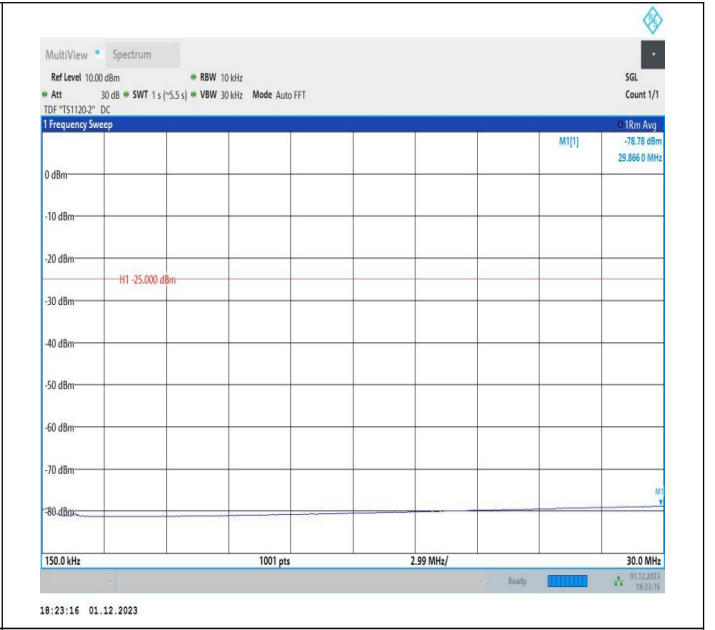 MultiView Spectrum
Ref Level 10.00 dBm RBW 10 kHz SGL
Att 30 dB SWT 1 s (~5.5 s) VBW 30 kHz Mode Auto FFT Count 1/1
TDF "TS1120-2" DC
1 Frequency Sweep 1Rm Avg
M1[1] -78.78 dBm
29.866 0 MHz
0 dBm
-10 dBm
-20 dBm
H1 -25.000 dBm
-30 dBm
-40 dBm
-50 dBm
-60 dBm
-70 dBm
M1
-80 dBm
150.0 kHz 1001 pts 2.99 MHz/ 30.0 MHz
Ready 01.12.2023
18:23:16
18:23:16 01.12.2023